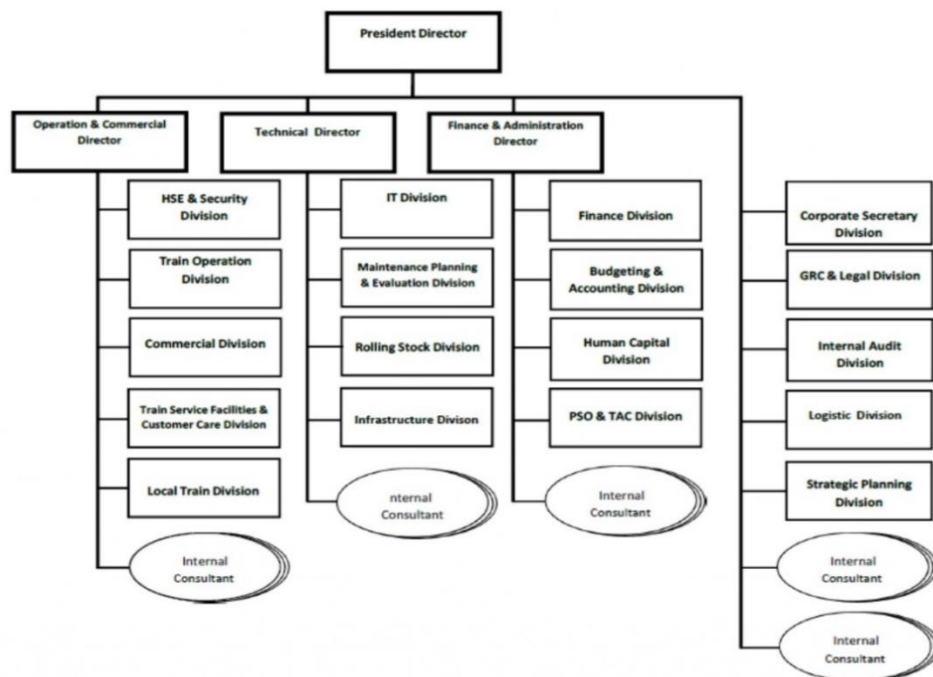 President Director
Operation & Commercial
Director
Technical Director
Finance & Administration
Director
HSE & Security
Division
Train Operation
Division
Commercial Division
Train Service Facilities &
Customer Care Division
Local Train Division
Internal
Consultant
IT Division
Maintenance Planning
& Evaluation Division
Rolling Stock Division
Infrastructure Divison
nternal
Consultant
Finance Division
Budgeting &
Accounting Division
Human Capital
Division
PSO & TAC Division
Internal
Consultant
Corporate Secretary
Division
GRC & Legal Division
Internal Audit
Division
Logistic Division
Strategic Planning
Division
Internal
Consultant
Internal
Consultant